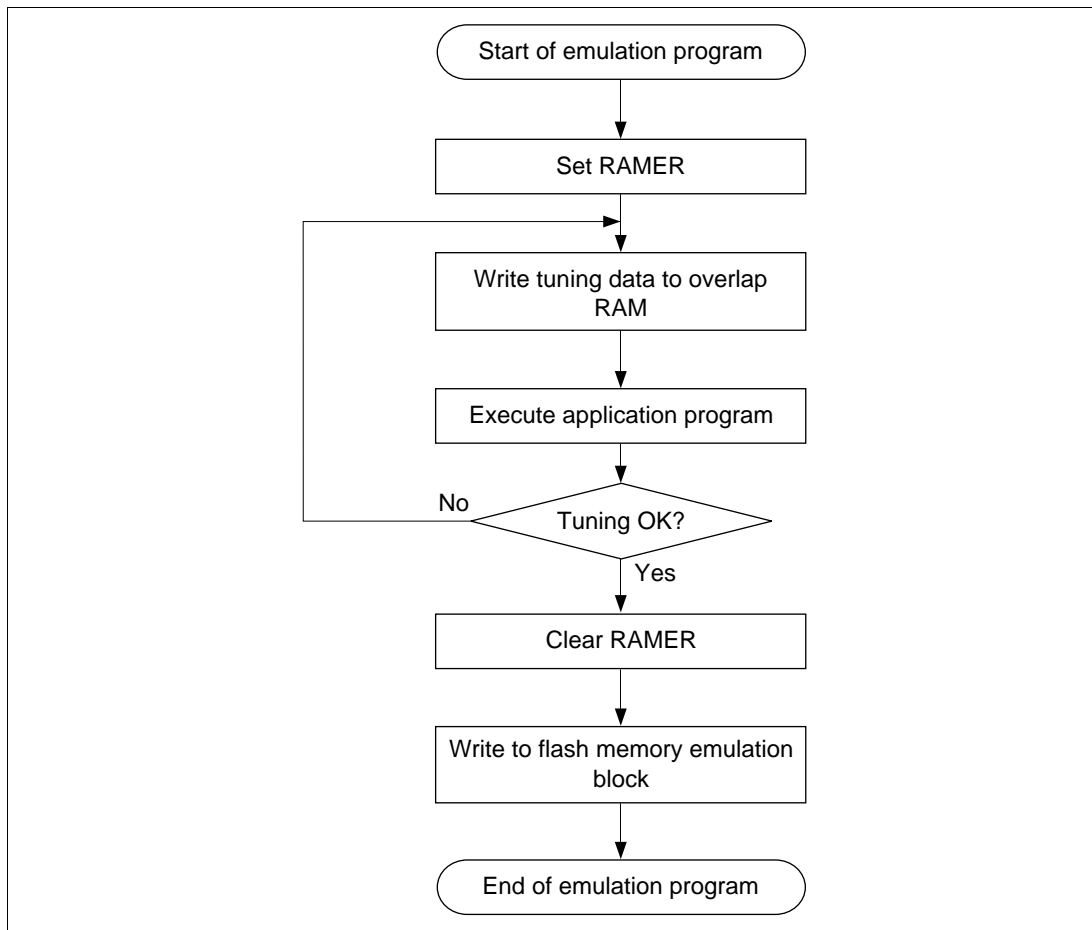 Start of emulation program
Set RAMER
Write tuning data to overlap
RAM
Execute application program
No
Tuning OK?
Yes
Clear RAMER
Write to flash memory emulation
block
End of emulation program